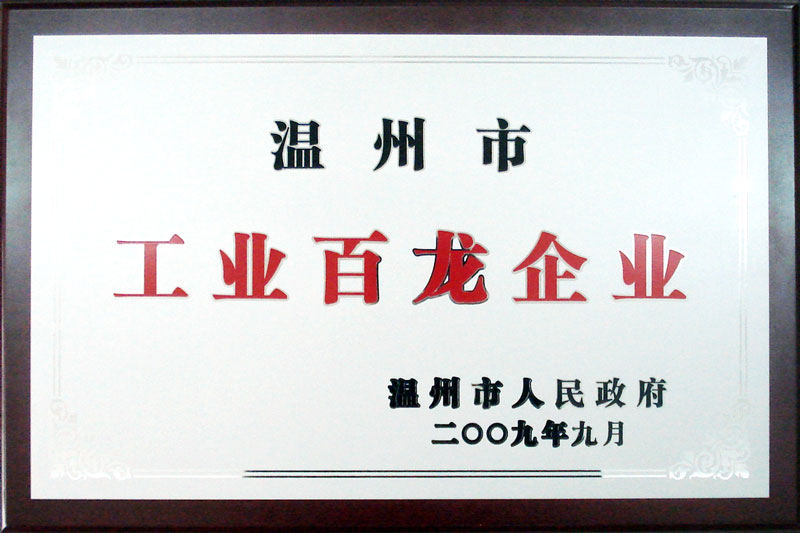 温州市
工业百龙企业
温州市人民政府
二〇〇九年九月